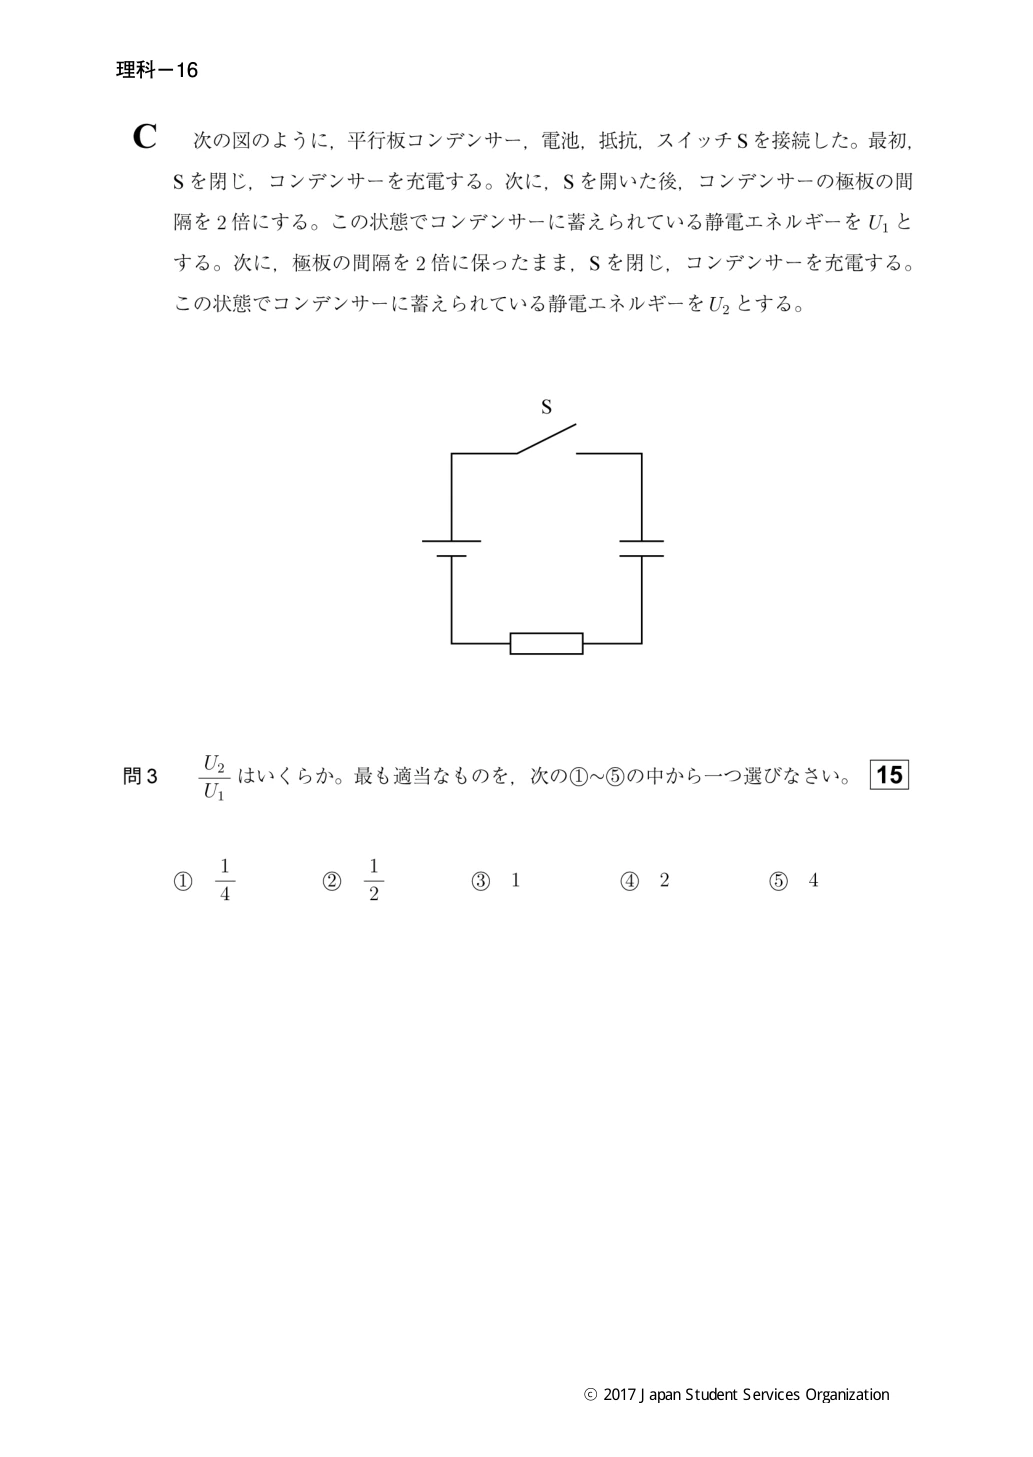 理科－16
C 次の図のように，平行板コンデンサー，電池，抵抗，スイッチSを接続した。最初，
Sを閉じ，コンデンサーを充電する。次に，Sを開いた後，コンデンサーの極板の間
隔を2倍にする。この状態でコンデンサーに蓄えられている静電エネルギーをU₁と
する。次に，極板の間隔を2倍に保ったまま，Sを閉じ，コンデンサーを充電する。
この状態でコンデンサーに蓄えられている静電エネルギーをU₂とする。
S
問3 U₂/U₁ はいくらか。最も適当なものを，次の①～⑤の中から一つ選びなさい。 15
① 1/4 ② 1/2 ③ 1 ④ 2 ⑤ 4
© 2017 Japan Student Services Organization